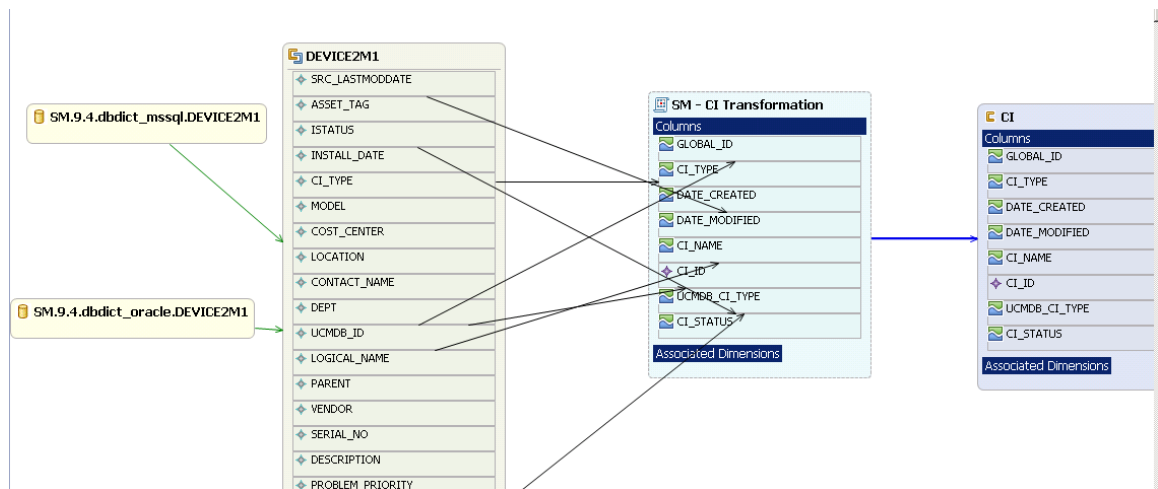 SM.9.4.dbdict_mssql.DEVICE2M1
SM.9.4.dbdict_oracle.DEVICE2M1
DEVICE2M1
SRC_LASTMODDATE
ASSET_TAG
ISTATUS
INSTALL_DATE
CI_TYPE
MODEL
COST_CENTER
LOCATION
CONTACT_NAME
DEPT
UCMDB_ID
LOGICAL_NAME
PARENT
VENDOR
SERIAL_NO
DESCRIPTION
PROBLEM_PRIORITY
SM - CI Transformation
Columns
GLOBAL_ID
CI_TYPE
DATE_CREATED
DATE_MODIFIED
CI_NAME
CI_ID
UCMDB_CI_TYPE
CI_STATUS
Associated Dimensions
CI
Columns
GLOBAL_ID
CI_TYPE
DATE_CREATED
DATE_MODIFIED
CI_NAME
CI_ID
UCMDB_CI_TYPE
CI_STATUS
Associated Dimensions